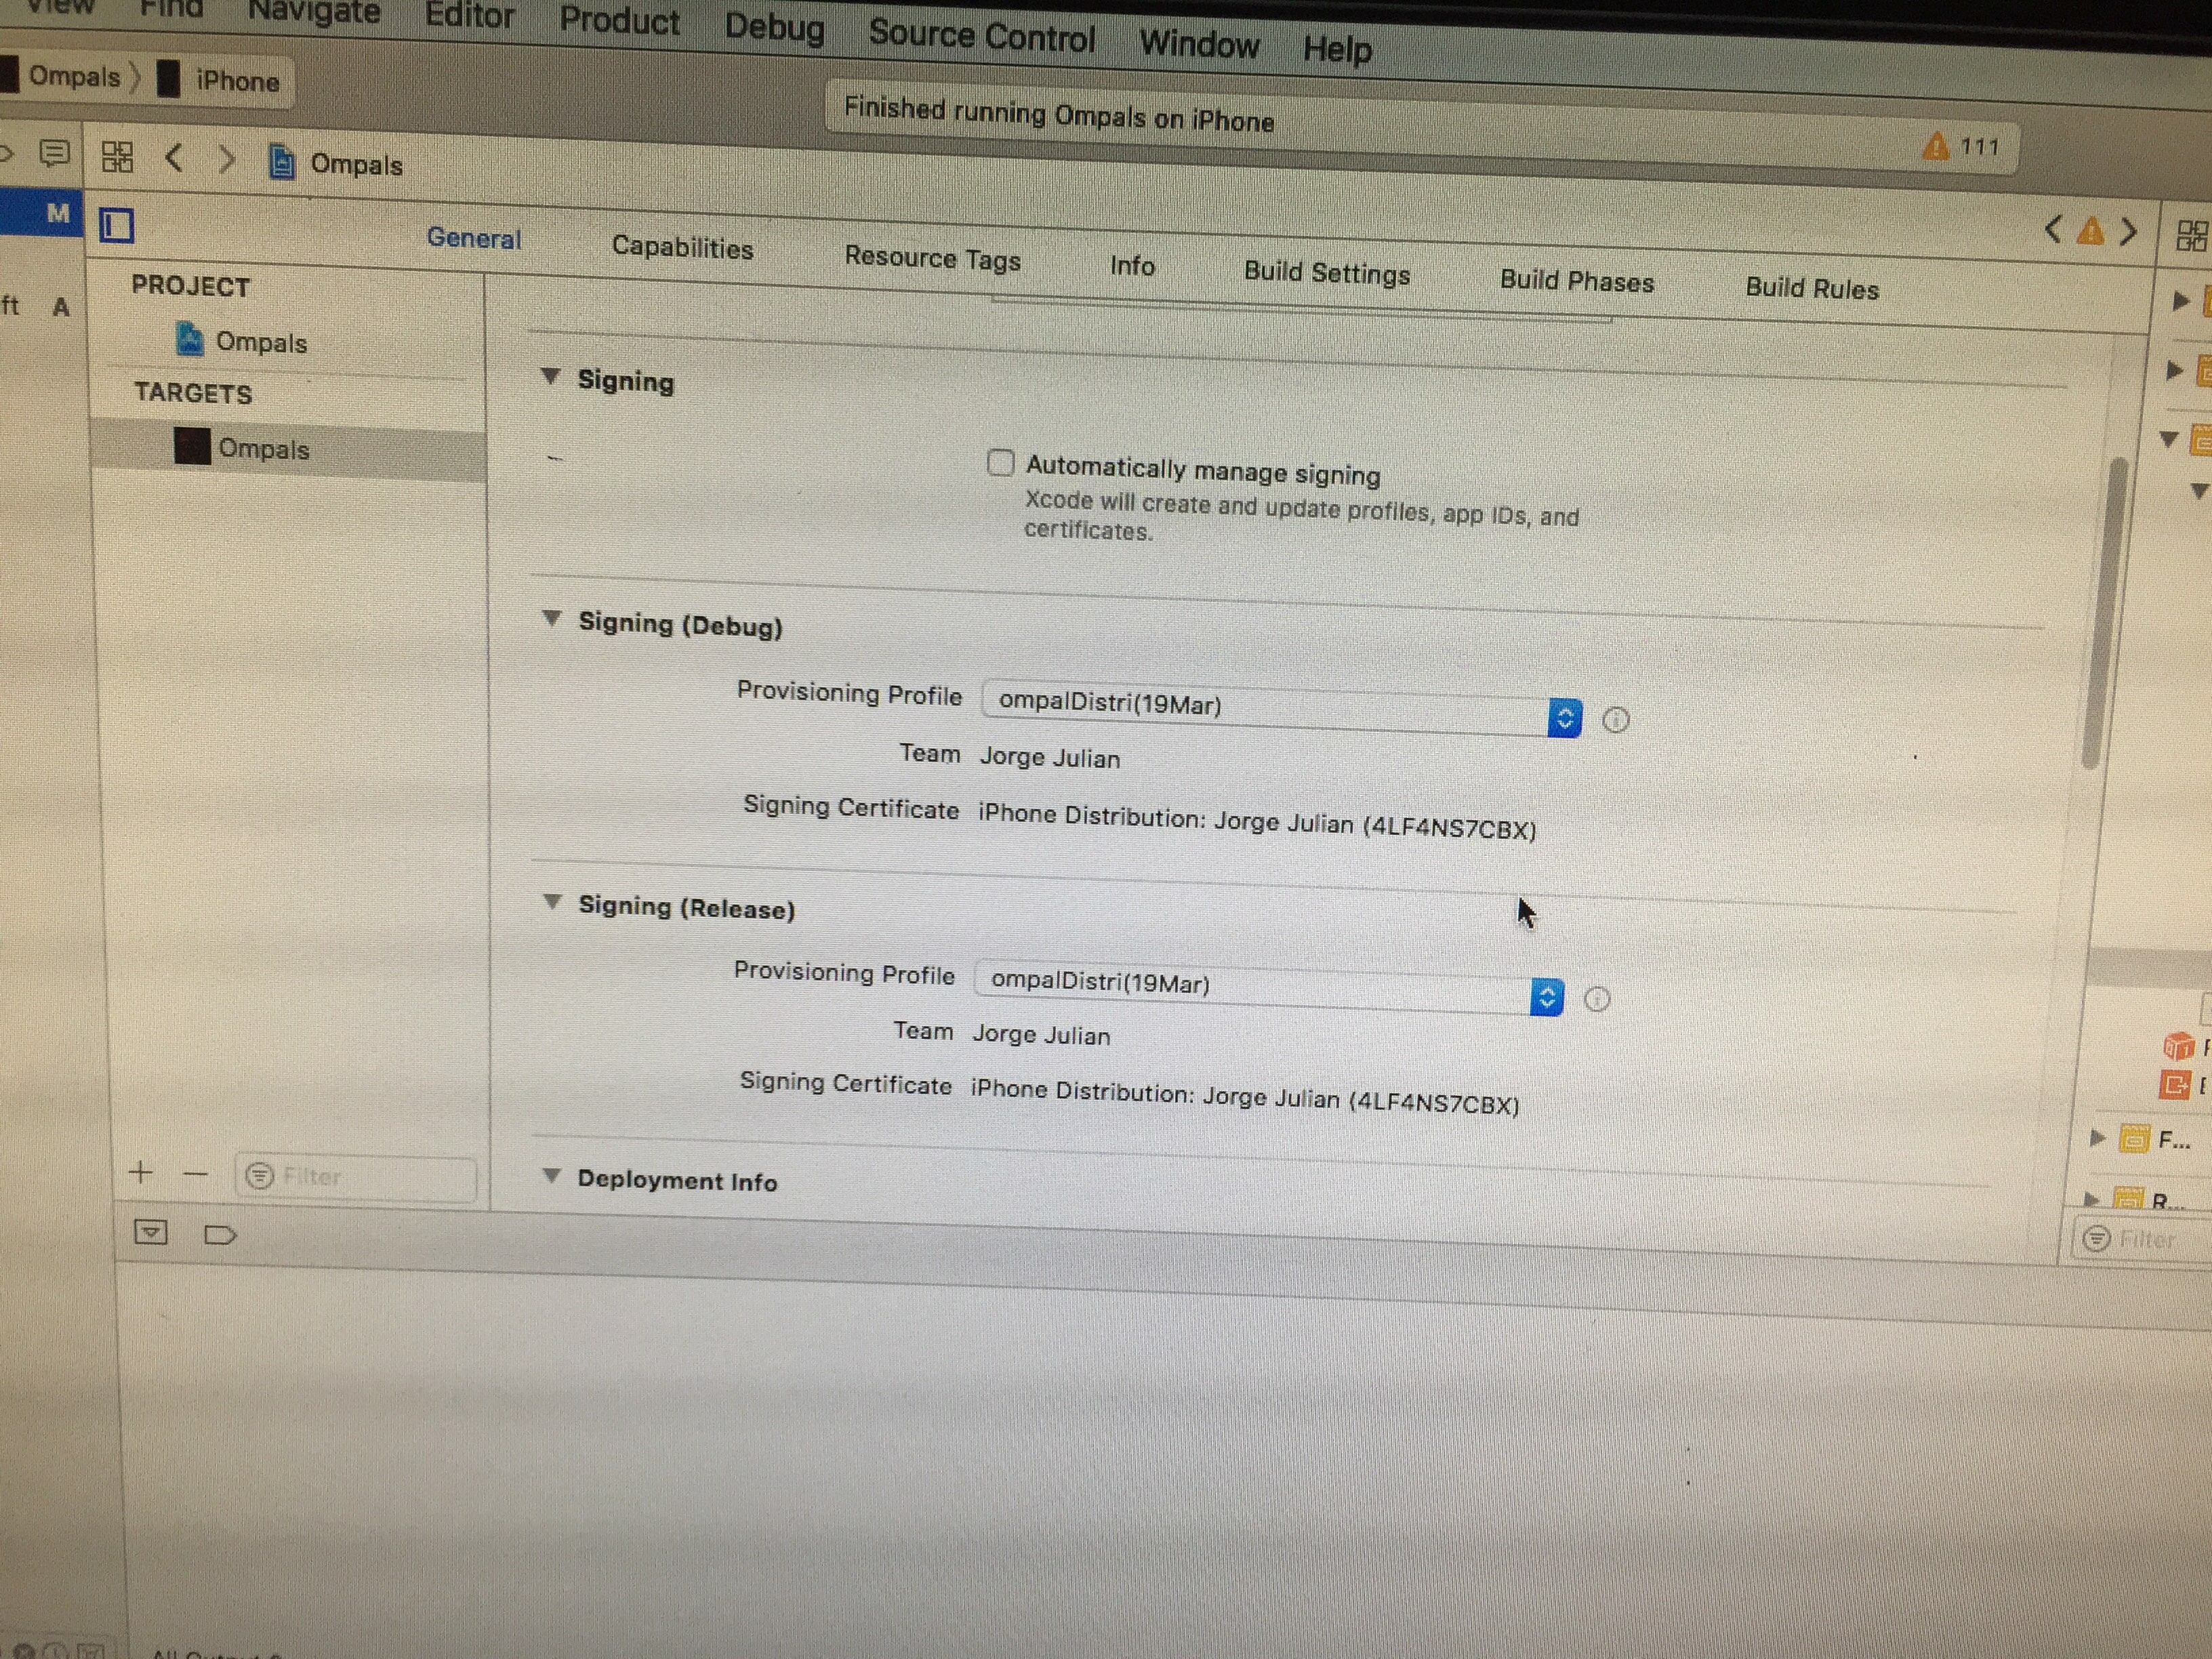 View Find Navigate Editor Product Debug Source Control Window Help
Ompals iPhone
Finished running Ompals on iPhone
111
Ompals
M
General Capabilities Resource Tags Info Build Settings Build Phases Build Rules
ft A
PROJECT
Ompals
TARGETS
Ompals
Signing
Automatically manage signing
Xcode will create and update profiles, app IDs, and
certificates.
Signing (Debug)
Provisioning Profile ompalDistri(19Mar)
Team Jorge Julian
Signing Certificate iPhone Distribution: Jorge Julian (4LF4NS7CBX)
Signing (Release)
Provisioning Profile ompalDistri(19Mar)
Team Jorge Julian
Signing Certificate iPhone Distribution: Jorge Julian (4LF4NS7CBX)
Deployment Info
Filter
F...
R...
Filter